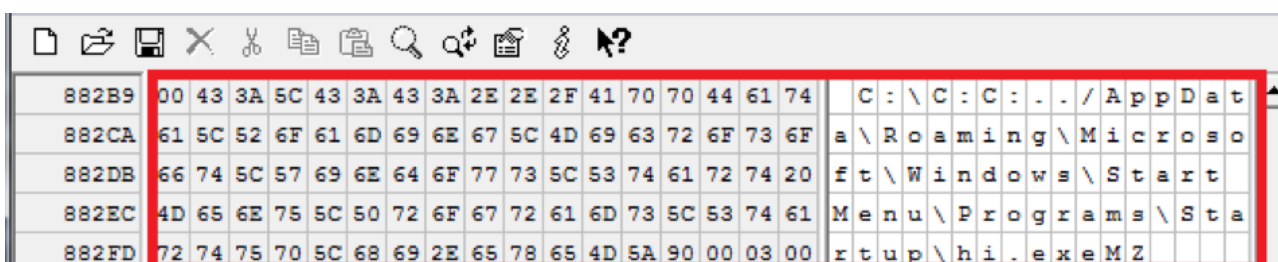 882B9 00 43 3A 5C 43 3A 43 3A 2E 2E 2F 41 70 70 44 61 74 C:\C:C:../AppDat
882CA 61 5C 52 6F 61 6D 69 6E 67 5C 4D 69 63 72 6F 73 6F a\Roaming\Microso
882DB 66 74 5C 57 69 6E 64 6F 77 73 5C 53 74 61 72 74 20 ft\Windows\Start
882EC 4D 65 6E 75 5C 50 72 6F 67 72 61 6D 73 5C 53 74 61 Menu\Programs\Sta
882FD 72 74 75 70 5C 68 69 2E 65 78 65 4D 5A 90 00 03 00 rtup\hi.exeMZ